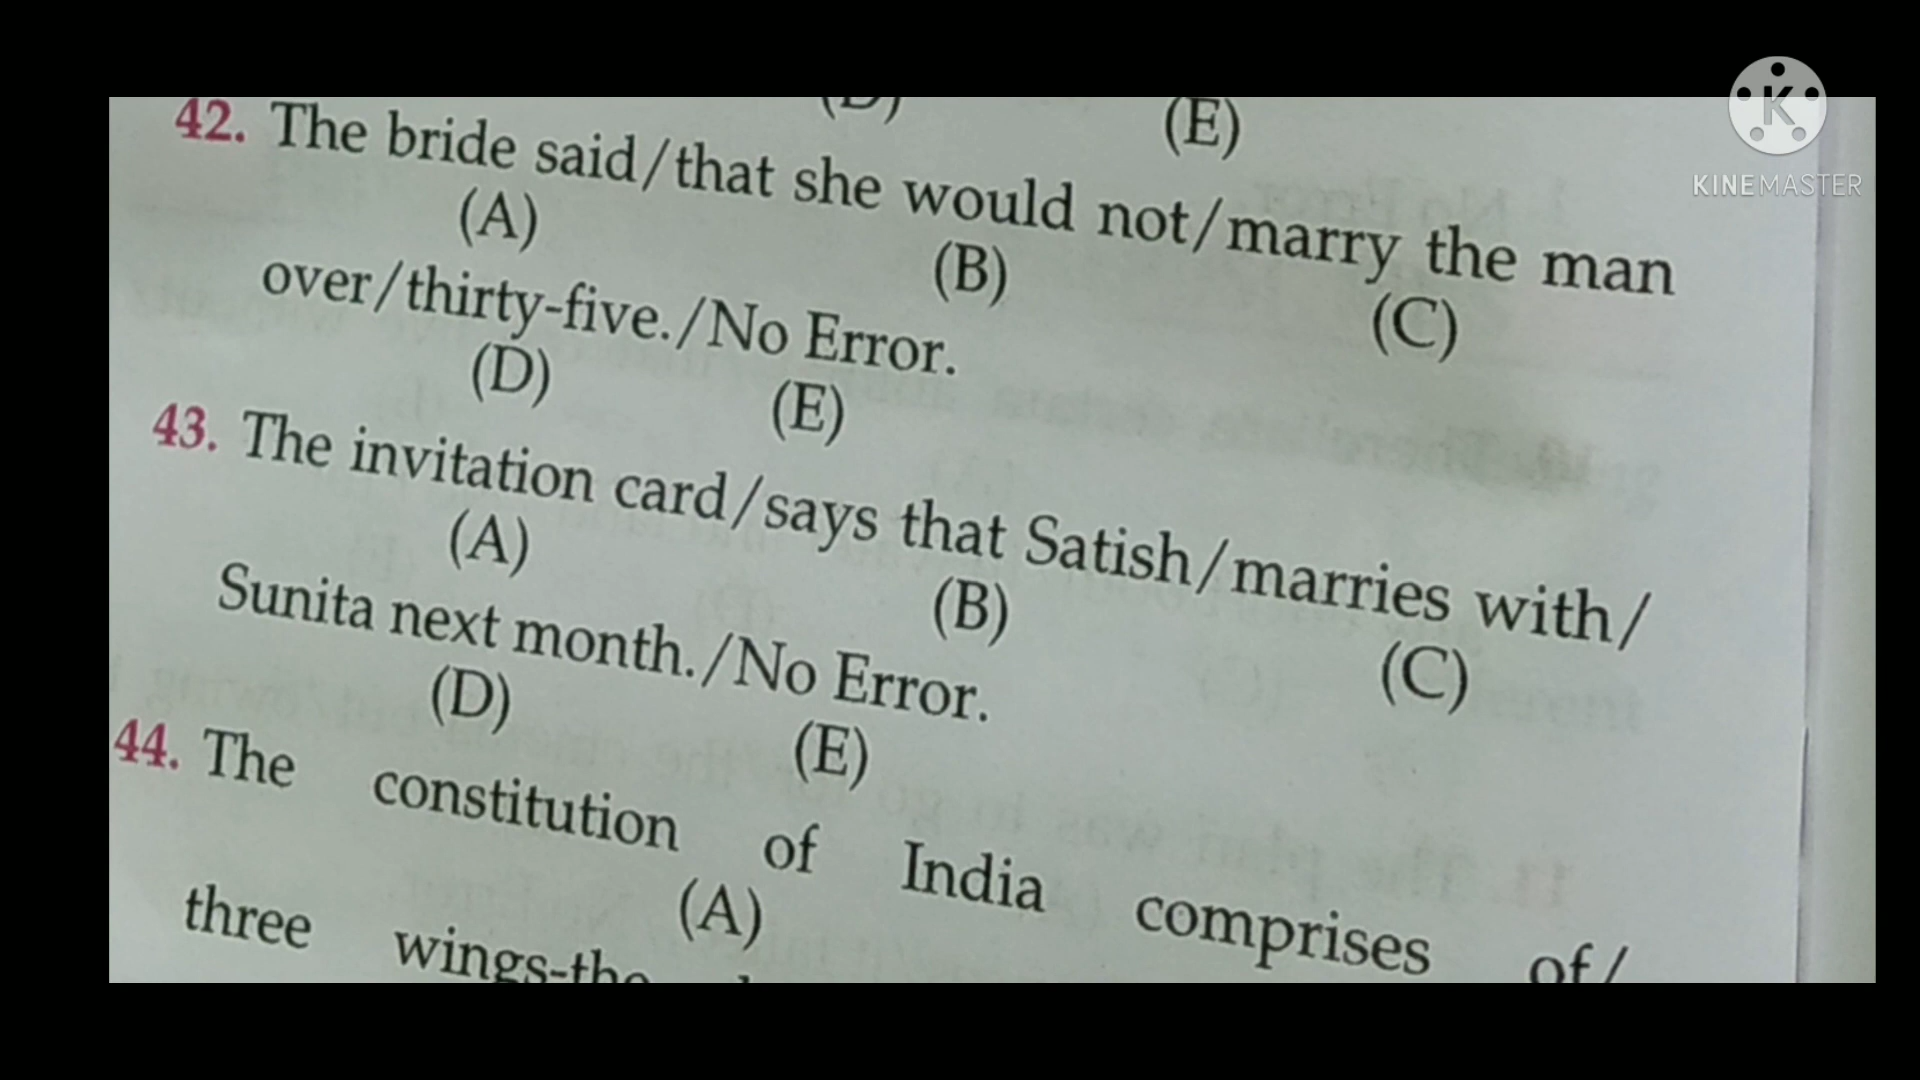 (D) (E)
42. The bride said/that she would not/marry the man
(A) (B) (C)
over/thirty-five./No Error.
(D) (E)
43. The invitation card/says that Satish/marries with/
(A) (B) (C)
Sunita next month./No Error.
(D) (E)
44. The constitution of India comprises of/
(A)
three wings-the
K
KINEMASTER